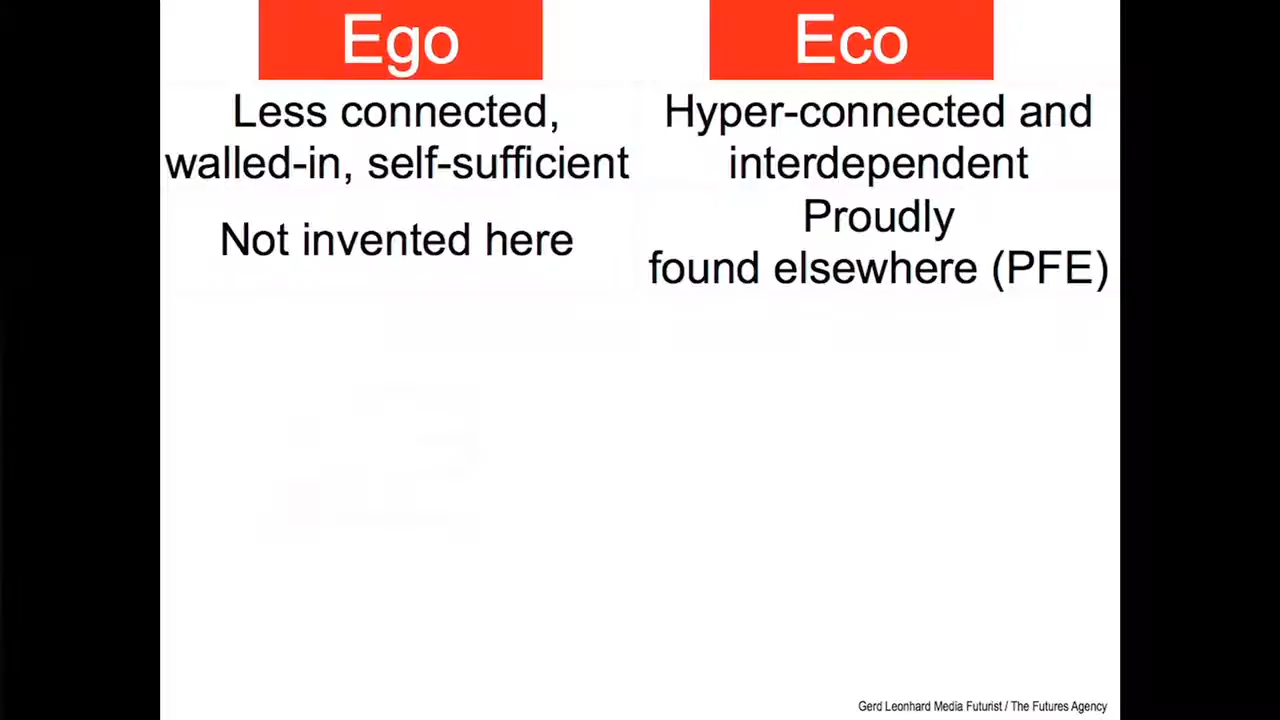 Ego
Eco
Less connected,
walled-in, self-sufficient
Hyper-connected and
interdependent
Not invented here
Proudly
found elsewhere (PFE)
Gerd Leonhard Media Futurist / The Futures Agency